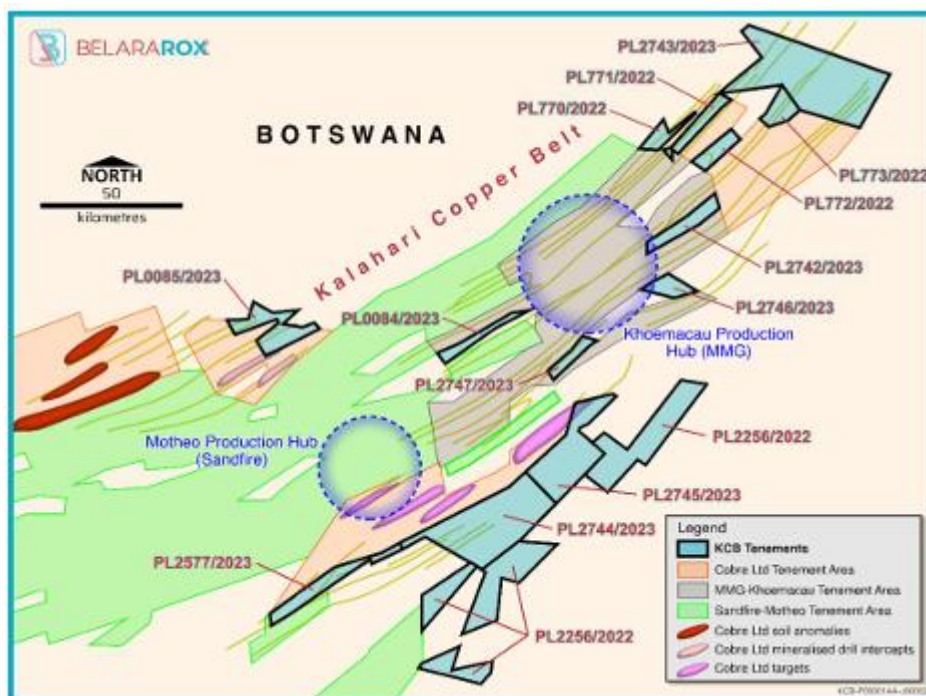 BELARAROX
PL2743/2023
PL771/2022
PL770/2022
BOTSWANA
NORTH
50
kilometres
Kalahari Copper Belt
PL773/2022
PL772/2022
PL0085/2023
PL2742/2023
PL0084/2023
PL2746/2023
Khoemacau Production
Hub (MMG)
PL2747/2023
Motheo Production Hub
(Sandfire)
PL2256/2022
PL2745/2023
PL2744/2023
PL2577/2023
PL2256/2022
Legend
KCB Tenements
Cobre Ltd Tenement Area
MMG-Khoemacau Tenement Area
Sandfire-Motheo Tenement Area
Cobre Ltd soil anomalies
Cobre Ltd mineralised drill intercepts
Cobre Ltd targets